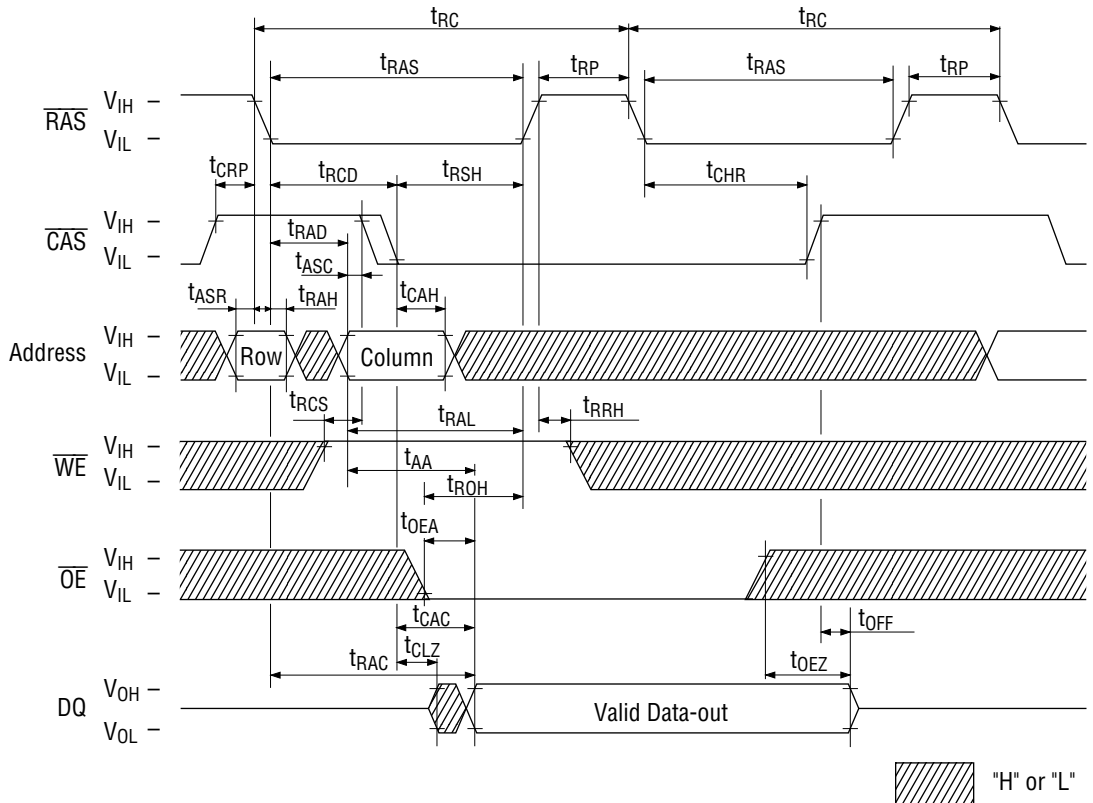 tRC tRC
tRAS tRP tRAS tRP
RAS VIH –
VIL –
tCRP tRCD tRSH tCHR
CAS VIH –
VIL –
tRAD
tASC
tASR tRAH tCAH
Address VIH –
VIL –
Row Column
tRCS tRAL tRRH
WE VIH –
VIL –
tAA
tROH
tOEA
OE VIH –
VIL –
tCAC tOFF
tCLZ
tRAC tOEZ
DQ VOH –
VOL –
Valid Data-out
"H" or "L"